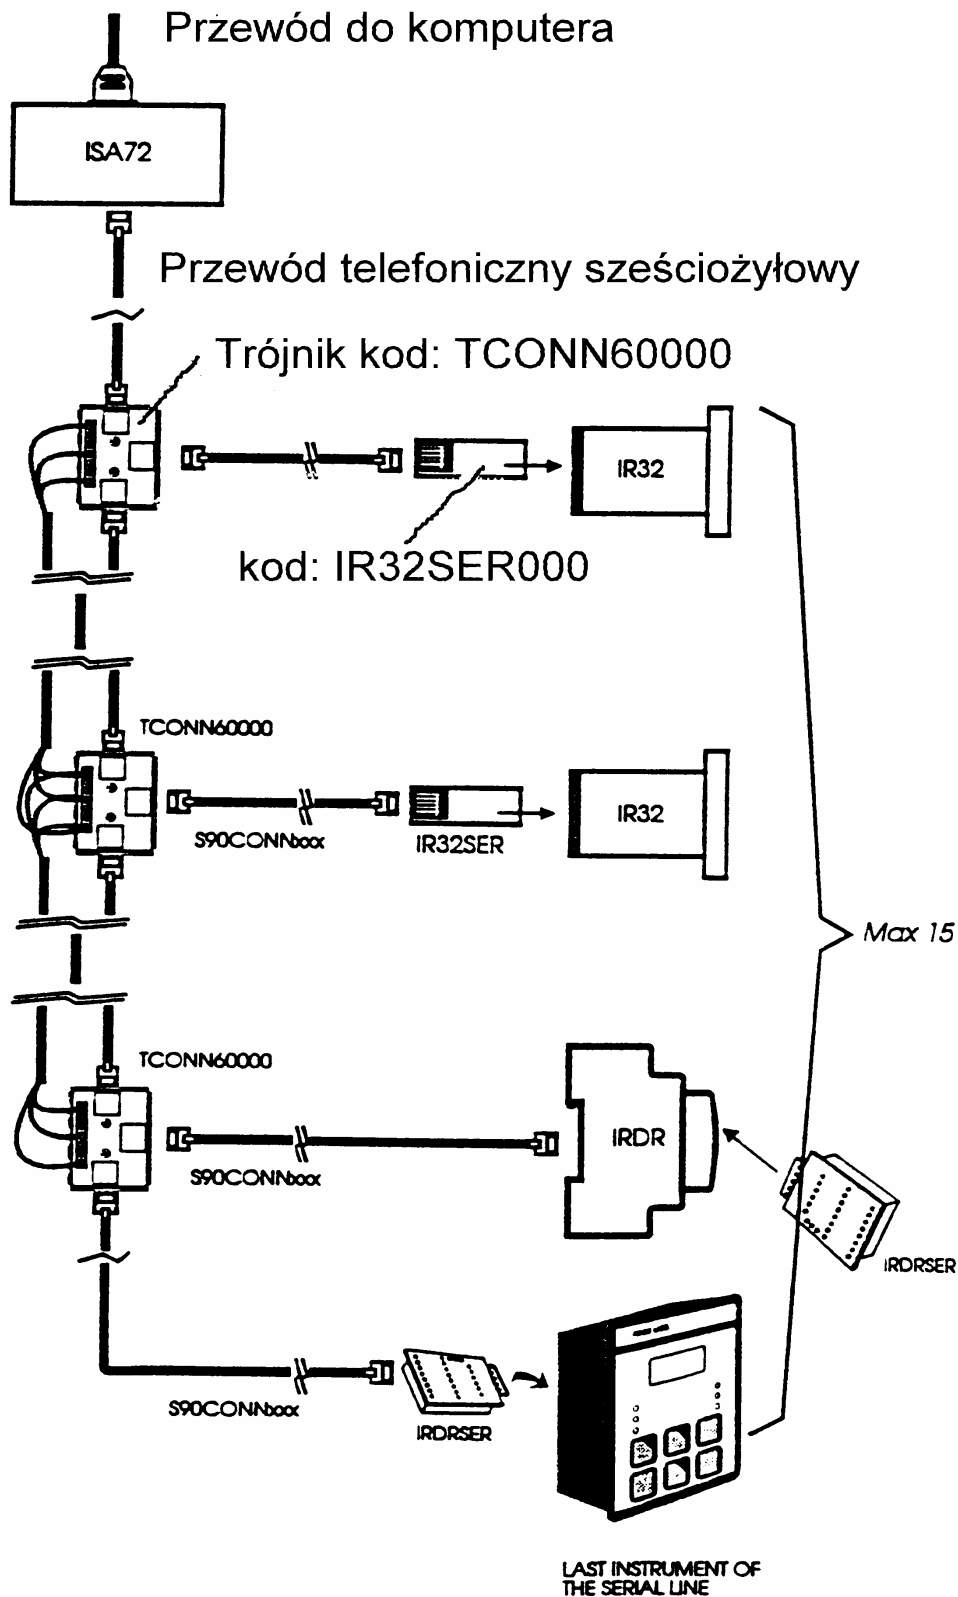 Przewód do komputera
ISA72
Przewód telefoniczny sześciożyłowy
Trójnik kod: TCONN60000
IR32
kod: IR32SER000
TCONN60000
IR32
S90CONNxxx
IR32SER
Max 15
TCONN60000
IRDR
S90CONNxxx
IRDRSER
S90CONNxxx
IRDRSER
LAST INSTRUMENT OF
THE SERIAL LINE